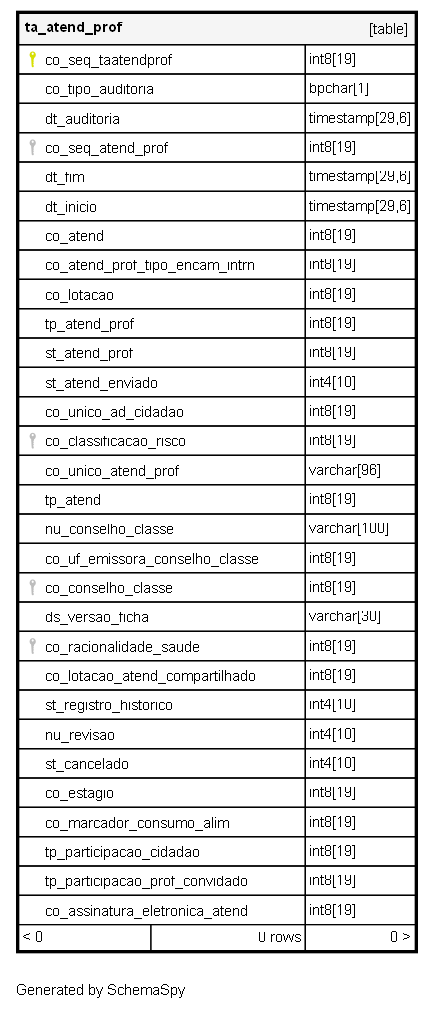 ta_atend_prof [table]
co_seq_taatendprof int8[19]
co_tipo_auditoria bpchar[1]
dt_auditoria timestamp[29,6]
co_seq_atend_prof int8[19]
dt_fim timestamp[29,6]
dt_inicio timestamp[29,6]
co_atend int8[19]
co_atend_prof_tipo_encam_intrn int8[19]
co_lotacao int8[19]
tp_atend_prof int8[19]
st_atend_prof int8[19]
st_atend_enviado int4[10]
co_unico_ad_cidadao int8[19]
co_classificacao_risco int8[19]
co_unico_atend_prof varchar[96]
tp_atend int8[19]
nu_conselho_classe varchar[100]
co_uf_emissora_conselho_classe int8[19]
co_conselho_classe int8[19]
ds_versao_ficha varchar[30]
co_racionalidade_saude int8[19]
co_lotacao_atend_compartilhado int8[19]
st_registro_historico int4[10]
nu_revisao int4[10]
st_cancelado int4[10]
co_estagio int8[19]
co_marcador_consumo_alim int8[19]
tp_participacao_cidadao int8[19]
tp_participacao_prof_convidado int8[19]
co_assinatura_eletronica_atend int8[19]
< 0 0 rows 0 >
Generated by SchemaSpy